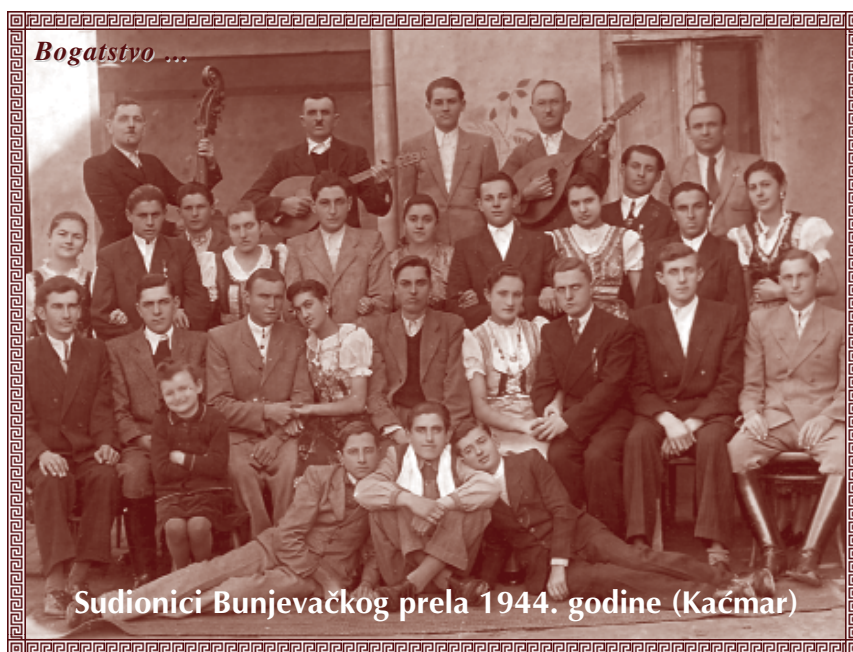 Bogatstvo ...
Sudionici Bunjevačkog prela 1944. godine (Kaćmar)